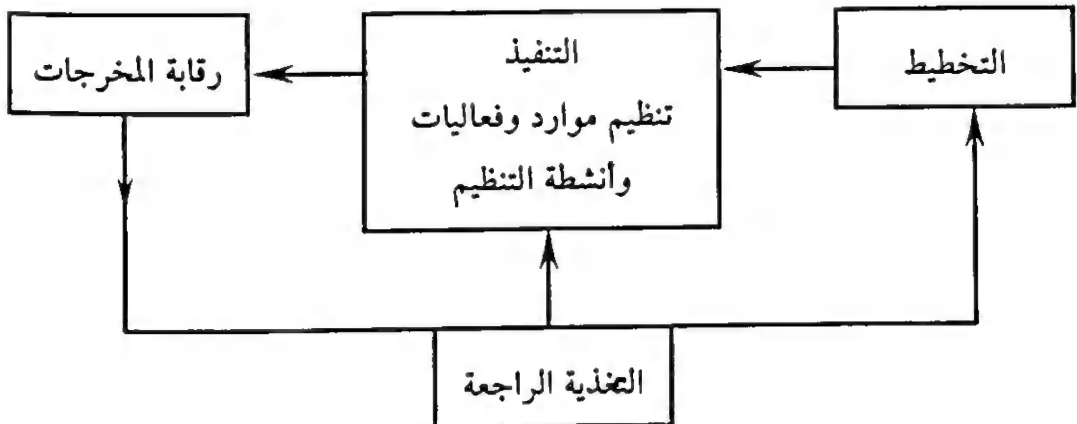 التخطيط
التنفيذ
تنظيم موارد وفعاليات
وأنشطة التنظيم
رقابة المخرجات
التغذية الراجعة